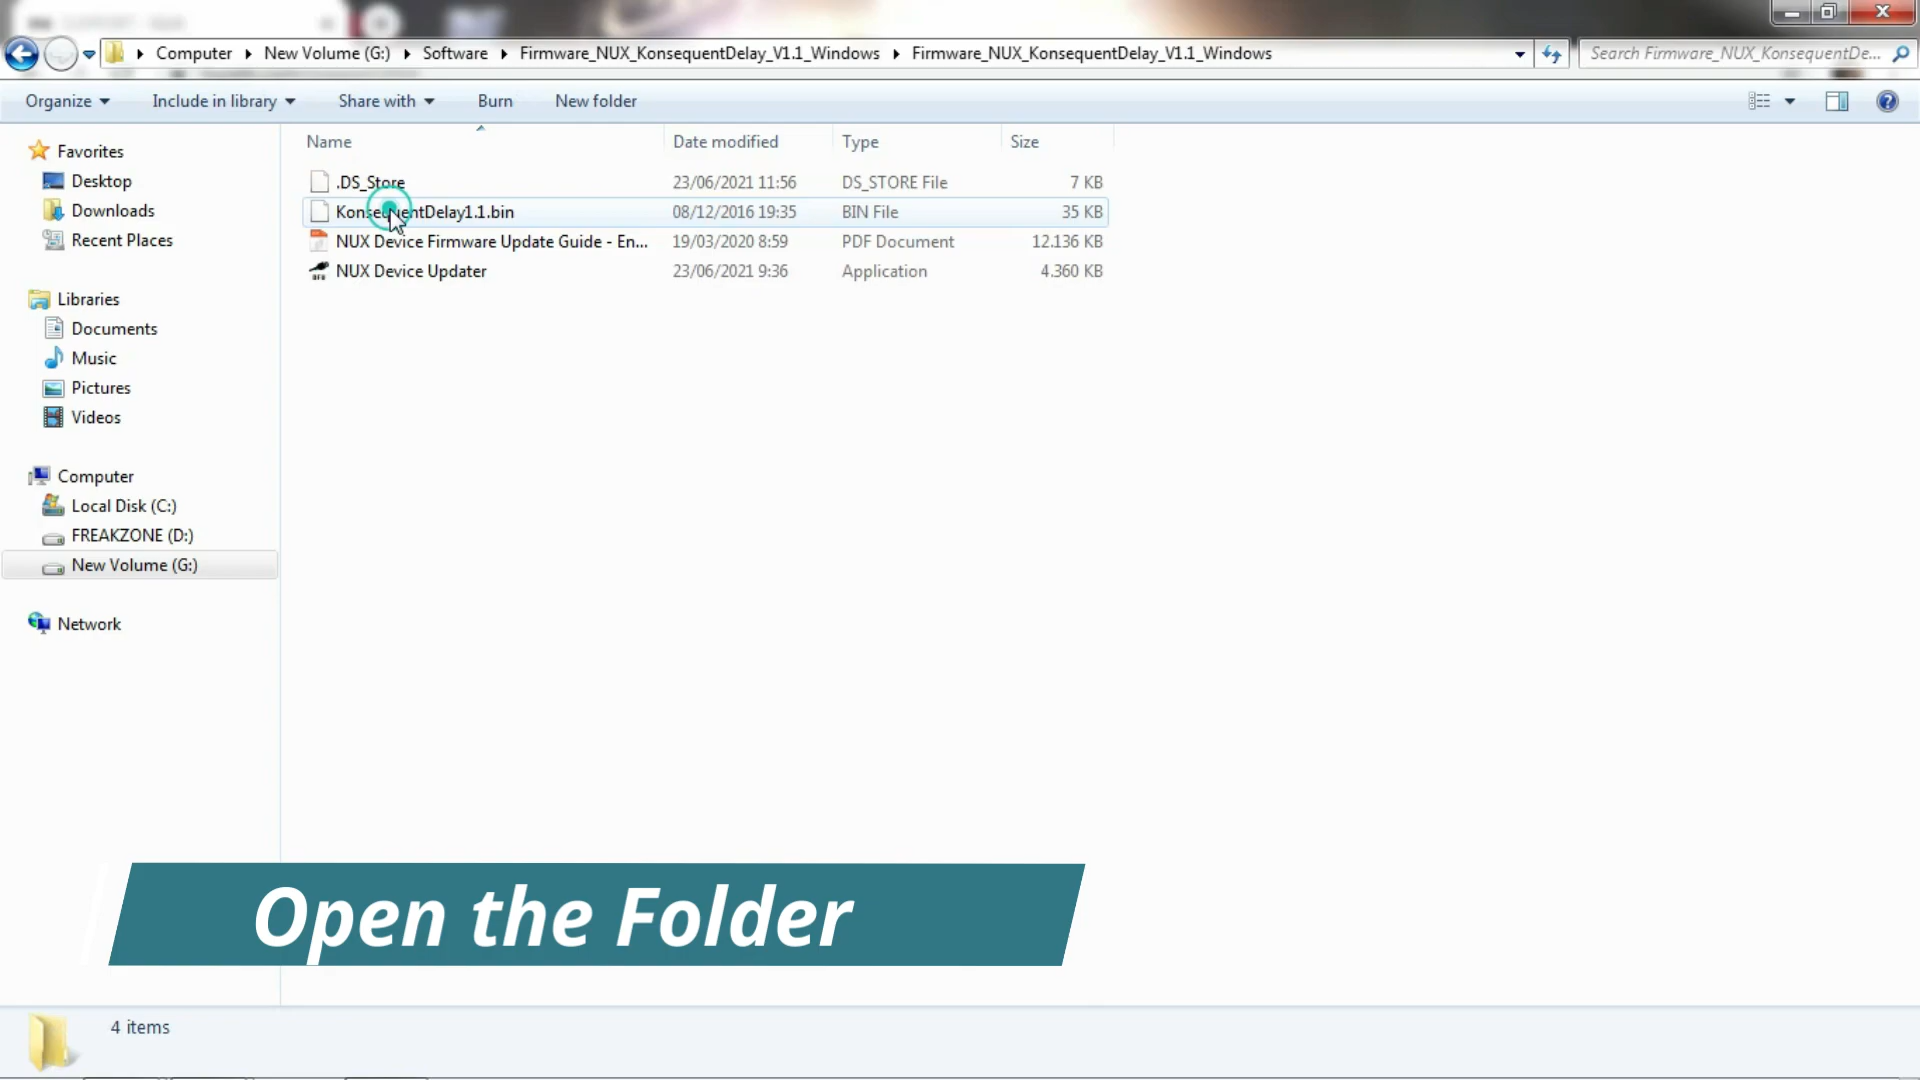 Computer New Volume (G:) Software Firmware_NUX_KonsequentDelay_V1.1_Windows Firmware_NUX_KonsequentDelay_V1.1_Windows Search Firmware_NUX_KonsequentDe...
Organize Include in library Share with Burn New folder
Name Date modified Type Size
.DS_Store 23/06/2021 11:56 DS_STORE File 7 KB
KonsequentDelay1.1.bin 08/12/2016 19:35 BIN File 35 KB
NUX Device Firmware Update Guide - En... 19/03/2020 8:59 PDF Document 12.136 KB
NUX Device Updater 23/06/2021 9:36 Application 4.360 KB
Favorites
Desktop
Downloads
Recent Places
Libraries
Documents
Music
Pictures
Videos
Computer
Local Disk (C:)
FREAKZONE (D:)
New Volume (G:)
Network
Open the Folder
4 items